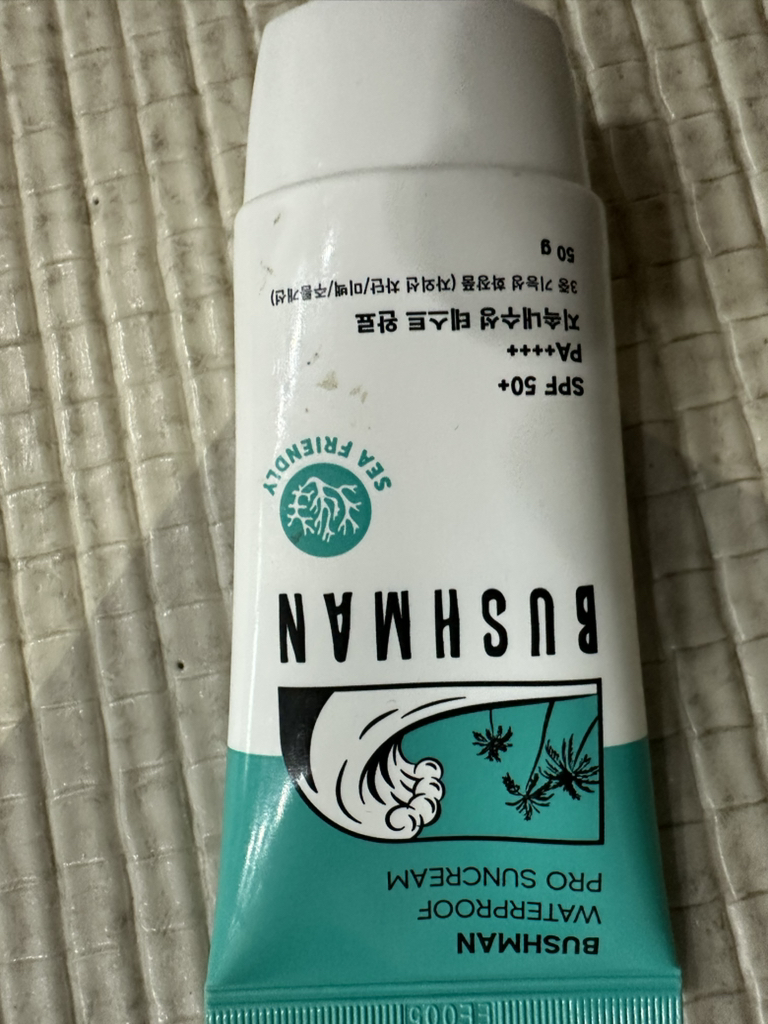 BUSHMAN
WATERPROOF
PRO SUNCREAM
BUSHMAN
SEA FRIENDLY
SPF 50+
PA++++
지속내수성 테스트 완료
3중 기능성 화장품 (자외선 차단/미백/주름개선)
50 g